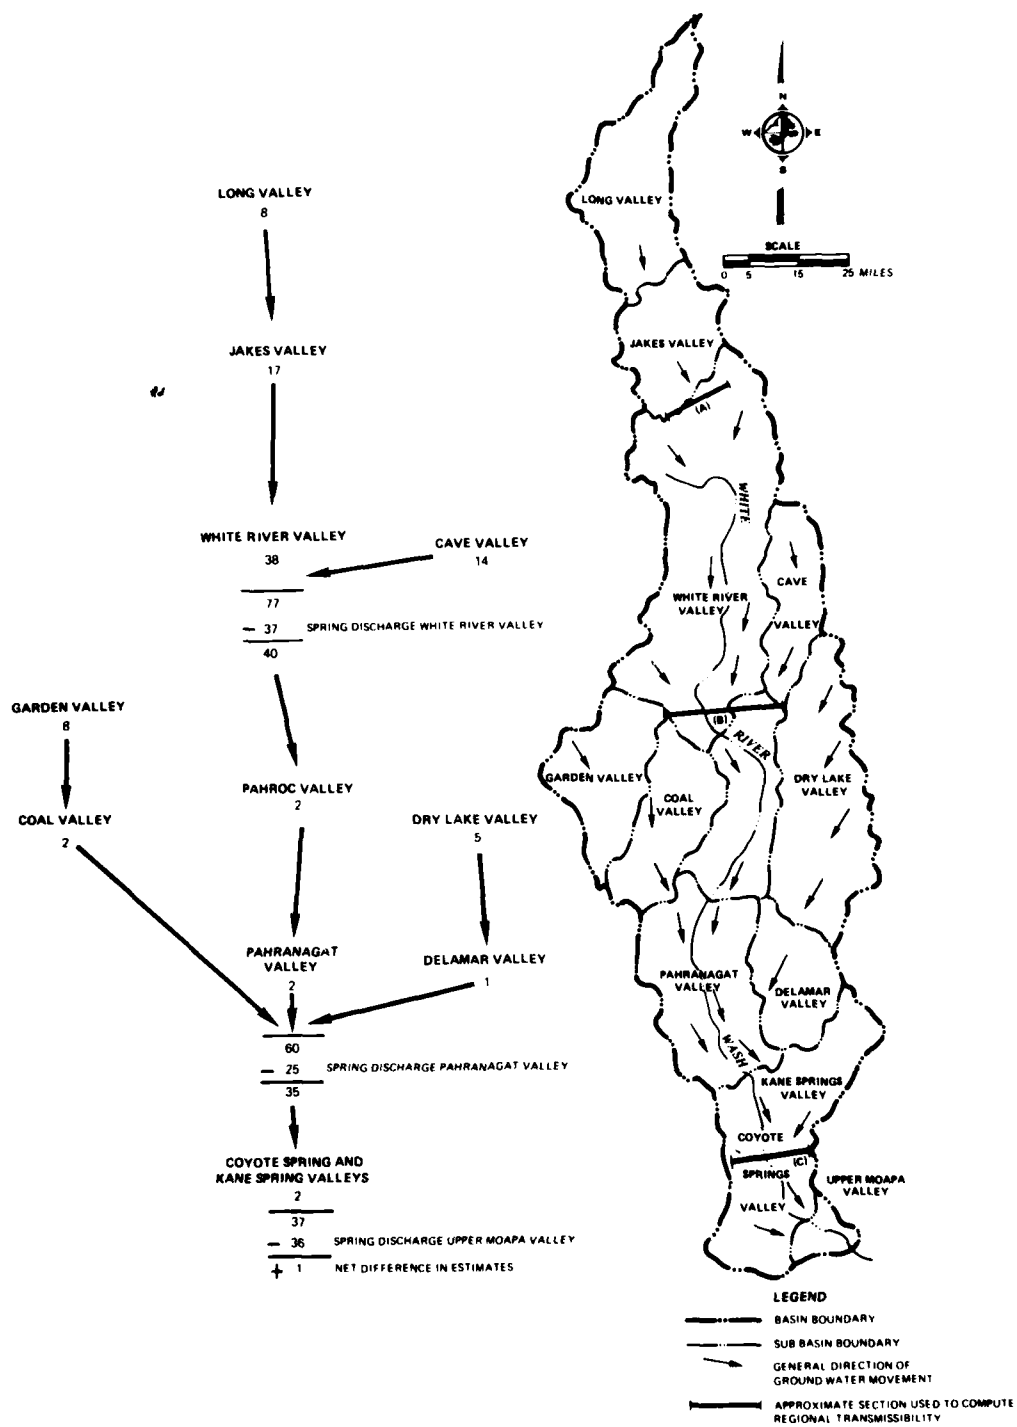 LONG VALLEY
8
JAKES VALLEY
17
WHITE RIVER VALLEY
38
CAVE VALLEY
14
77
− 37 SPRING DISCHARGE WHITE RIVER VALLEY
40
GARDEN VALLEY
8
COAL VALLEY
2
PAHROC VALLEY
2
DRY LAKE VALLEY
5
PAHRANAGAT
VALLEY
2
DELAMAR VALLEY
1
60
− 25 SPRING DISCHARGE PAHRANAGAT VALLEY
35
COYOTE SPRING AND
KANE SPRING VALLEYS
2
37
− 36 SPRING DISCHARGE UPPER MOAPA VALLEY
+ 1 NET DIFFERENCE IN ESTIMATES
N
W E
S
SCALE
0 5 15 25 MILES
LONG VALLEY
JAKES VALLEY
(A)
WHITE
CAVE
VALLEY
WHITE RIVER
VALLEY
(B)
RIVER
GARDEN VALLEY
COAL
VALLEY
DRY LAKE
VALLEY
PAHRANAGAT
VALLEY
DELAMAR
VALLEY
WASH
KANE SPRINGS
VALLEY
COYOTE
(C)
SPRINGS
VALLEY
UPPER MOAPA
VALLEY
LEGEND
BASIN BOUNDARY
SUB BASIN BOUNDARY
GENERAL DIRECTION OF
GROUND WATER MOVEMENT
APPROXIMATE SECTION USED TO COMPUTE
REGIONAL TRANSMISSIBILITY